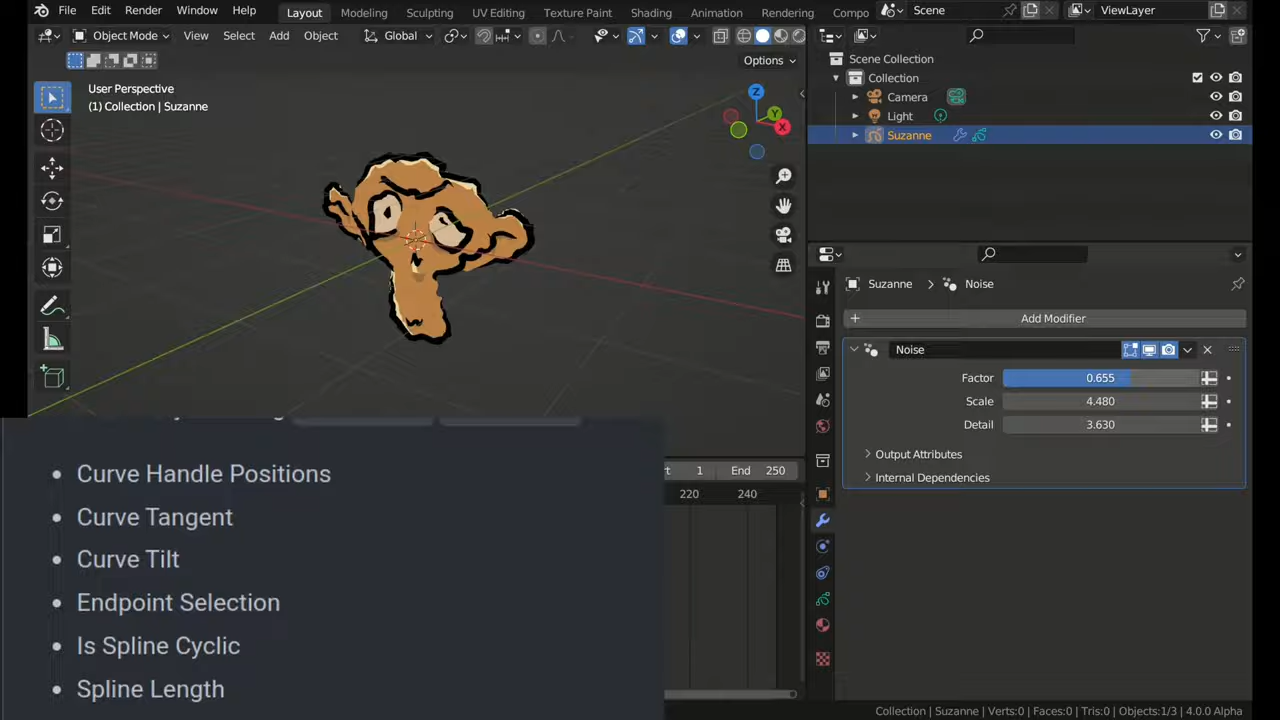 File Edit Render Window Help Layout Modeling Sculpting UV Editing Texture Paint Shading Animation Rendering Compo Scene ViewLayer
Object Mode View Select Add Object Global
Options
User Perspective
(1) Collection | Suzanne
Z
Y
X
Scene Collection
Collection
Camera
Light
Suzanne
Suzanne > Noise
+ Add Modifier
Noise
Factor 0.655
Scale 4.480
Detail 3.630
Output Attributes
Internal Dependencies
1 End 250
220 240
• Curve Handle Positions
• Curve Tangent
• Curve Tilt
• Endpoint Selection
• Is Spline Cyclic
• Spline Length
Collection | Suzanne | Verts:0 | Faces:0 | Tris:0 | Objects:1/3 | 4.0.0 Alpha